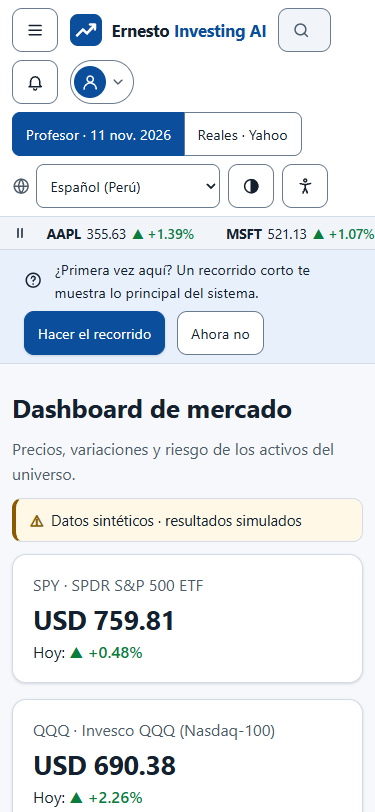 Ernesto Investing AI
Profesor · 11 nov. 2026
Reales · Yahoo
Español (Perú)
AAPL 355.63 ▲ +1.39% MSFT 521.13 ▲ +1.07%
¿Primera vez aquí? Un recorrido corto te
muestra lo principal del sistema.
Hacer el recorrido
Ahora no
Dashboard de mercado
Precios, variaciones y riesgo de los activos del
universo.
Datos sintéticos · resultados simulados
SPY · SPDR S&P 500 ETF
USD 759.81
Hoy: ▲ +0.48%
QQQ · Invesco QQQ (Nasdaq-100)
USD 690.38
Hoy: ▲ +2.26%